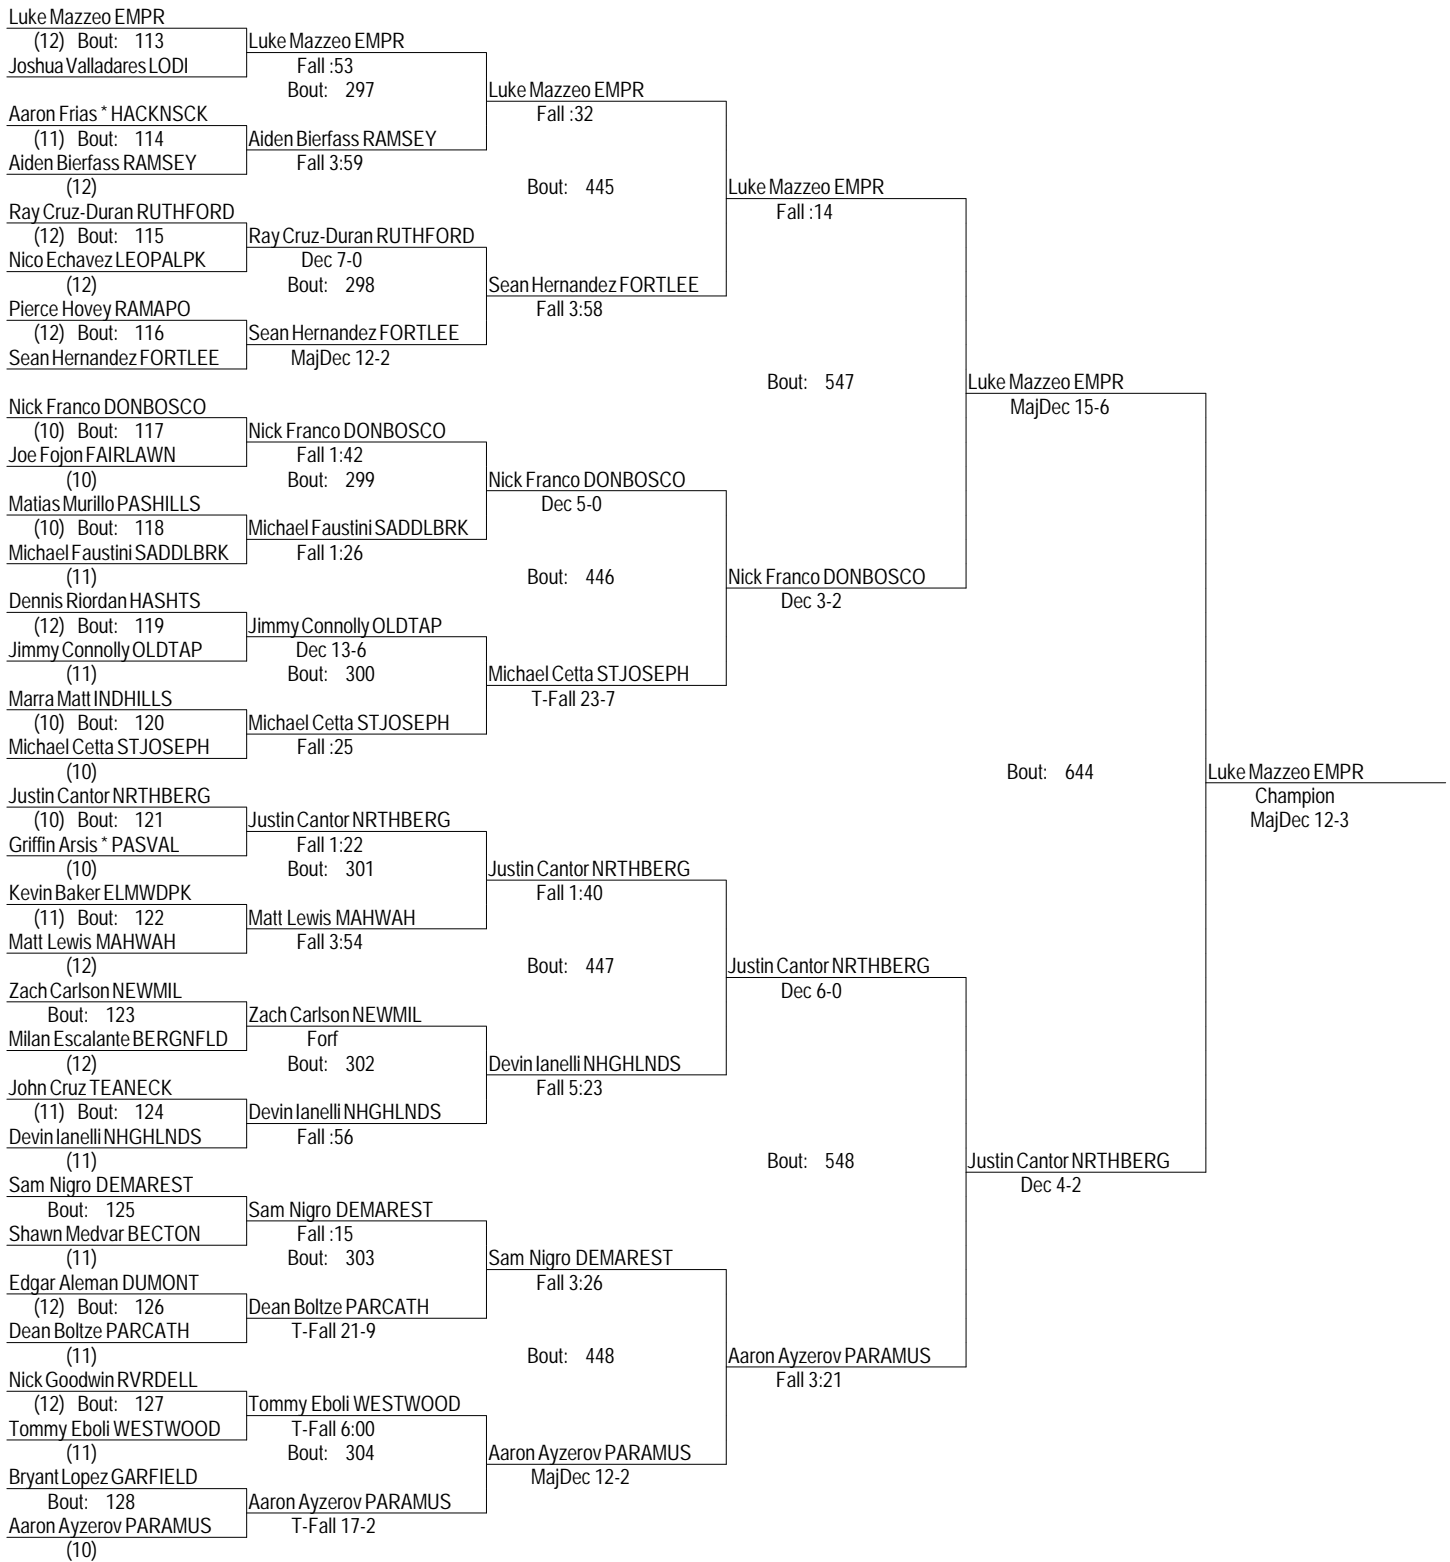 Luke Mazzeo EMPR
(12) Bout: 113
Joshua Valladares LODI
Aaron Frias * HACKNSCK
(11) Bout: 114
Aiden Bierfass RAMSEY
(12)
Ray Cruz-Duran RUTHFORD
(12) Bout: 115
Nico Echavez LEOPALPK
(12)
Pierce Hovey RAMAPO
(12) Bout: 116
Sean Hernandez FORTLEE
Nick Franco DONBOSCO
(10) Bout: 117
Joe Fojon FAIRLAWN
(10)
Matias Murillo PASHILLS
(10) Bout: 118
Michael Faustini SADDLBRK
(11)
Dennis Riordan HASHTS
(12) Bout: 119
Jimmy Connolly OLDTAP
(11)
Marra Matt INDHILLS
(10) Bout: 120
Michael Cetta STJOSEPH
(10)
Justin Cantor NRTHBERG
(10) Bout: 121
Griffin Arsis * PASVAL
(10)
Kevin Baker ELMWDPK
(11) Bout: 122
Matt Lewis MAHWAH
(12)
Zach Carlson NEWMIL
Bout: 123
Milan Escalante BERGNFLD
(12)
John Cruz TEANECK
(11) Bout: 124
Devin Ianelli NHGHLNDS
(11)
Sam Nigro DEMAREST
Bout: 125
Shawn Medvar BECTON
(11)
Edgar Aleman DUMONT
(12) Bout: 126
Dean Boltze PARCATH
(11)
Nick Goodwin RVRDELL
(12) Bout: 127
Tommy Eboli WESTWOOD
(11)
Bryant Lopez GARFIELD
Bout: 128
Aaron Ayzerov PARAMUS
(10)
Luke Mazzeo EMPR
Fall :53
Bout: 297
Aiden Bierfass RAMSEY
Fall 3:59
Ray Cruz-Duran RUTHFORD
Dec 7-0
Bout: 298
Sean Hernandez FORTLEE
MajDec 12-2
Nick Franco DONBOSCO
Fall 1:42
Bout: 299
Michael Faustini SADDLBRK
Fall 1:26
Jimmy Connolly OLDTAP
Dec 13-6
Bout: 300
Michael Cetta STJOSEPH
Fall :25
Justin Cantor NRTHBERG
Fall 1:22
Bout: 301
Matt Lewis MAHWAH
Fall 3:54
Zach Carlson NEWMIL
Forf
Bout: 302
Devin Ianelli NHGHLNDS
Fall :56
Sam Nigro DEMAREST
Fall :15
Bout: 303
Dean Boltze PARCATH
T-Fall 21-9
Tommy Eboli WESTWOOD
T-Fall 6:00
Bout: 304
Aaron Ayzerov PARAMUS
T-Fall 17-2
Luke Mazzeo EMPR
Fall :32
Bout: 445
Sean Hernandez FORTLEE
Fall 3:58
Nick Franco DONBOSCO
Dec 5-0
Bout: 446
Michael Cetta STJOSEPH
T-Fall 23-7
Justin Cantor NRTHBERG
Fall 1:40
Bout: 447
Devin Ianelli NHGHLNDS
Fall 5:23
Sam Nigro DEMAREST
Fall 3:26
Bout: 448
Aaron Ayzerov PARAMUS
MajDec 12-2
Luke Mazzeo EMPR
Fall :14
Bout: 547
Nick Franco DONBOSCO
Dec 3-2
Justin Cantor NRTHBERG
Dec 6-0
Bout: 548
Aaron Ayzerov PARAMUS
Fall 3:21
Luke Mazzeo EMPR
MajDec 15-6
Bout: 644
Justin Cantor NRTHBERG
Dec 4-2
Luke Mazzeo EMPR
Champion
MajDec 12-3